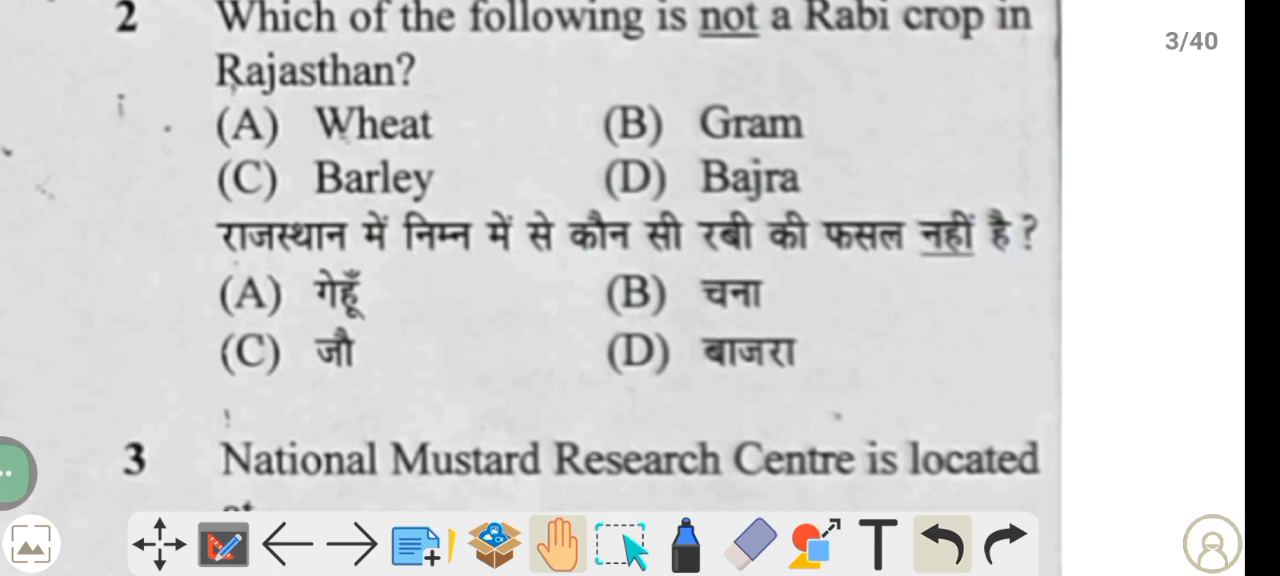 2 Which of the following is not a Rabi crop in
Rajasthan?
(A) Wheat (B) Gram
(C) Barley (D) Bajra
राजस्थान में निम्न में से कौन सी रबी की फसल नहीं है ?
(A) गेहूँ (B) चना
(C) जौ (D) बाजरा
3 National Mustard Research Centre is located
3/40